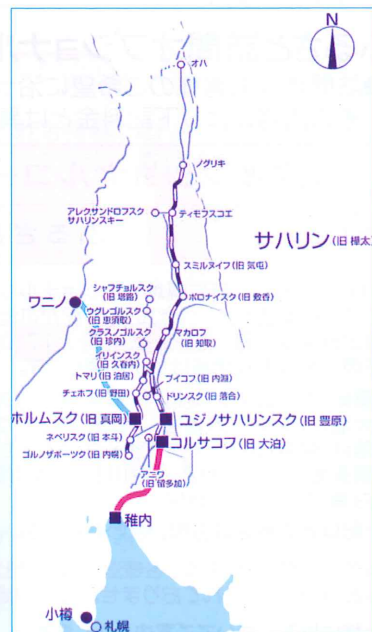 N
オハ
ノグリキ
アレクサンドロフスク
サハリンスキー
ティモフスコエ
サハリン(旧 樺太)
スミルヌイフ(旧 気屯)
ワニノ
シャフチョルスク
(旧 塔路)
ポロナイスク(旧 敷香)
ウグレゴルスク
(旧 恵須取)
クラスノゴルスク
(旧 珍内)
マカロフ
(旧 知取)
イリインスク
(旧 久春内)
トマリ(旧 泊居)
ブイコフ(旧 内淵)
チェホフ(旧 野田)
ドリンスク(旧 落合)
ホルムスク(旧 真岡)
ユジノサハリンスク(旧 豊原)
ネベリスク(旧 本斗)
コルサコフ(旧 大泊)
ゴルノザボーツク(旧 内幌)
アニワ
(旧 留多加)
稚内
小樽
札幌